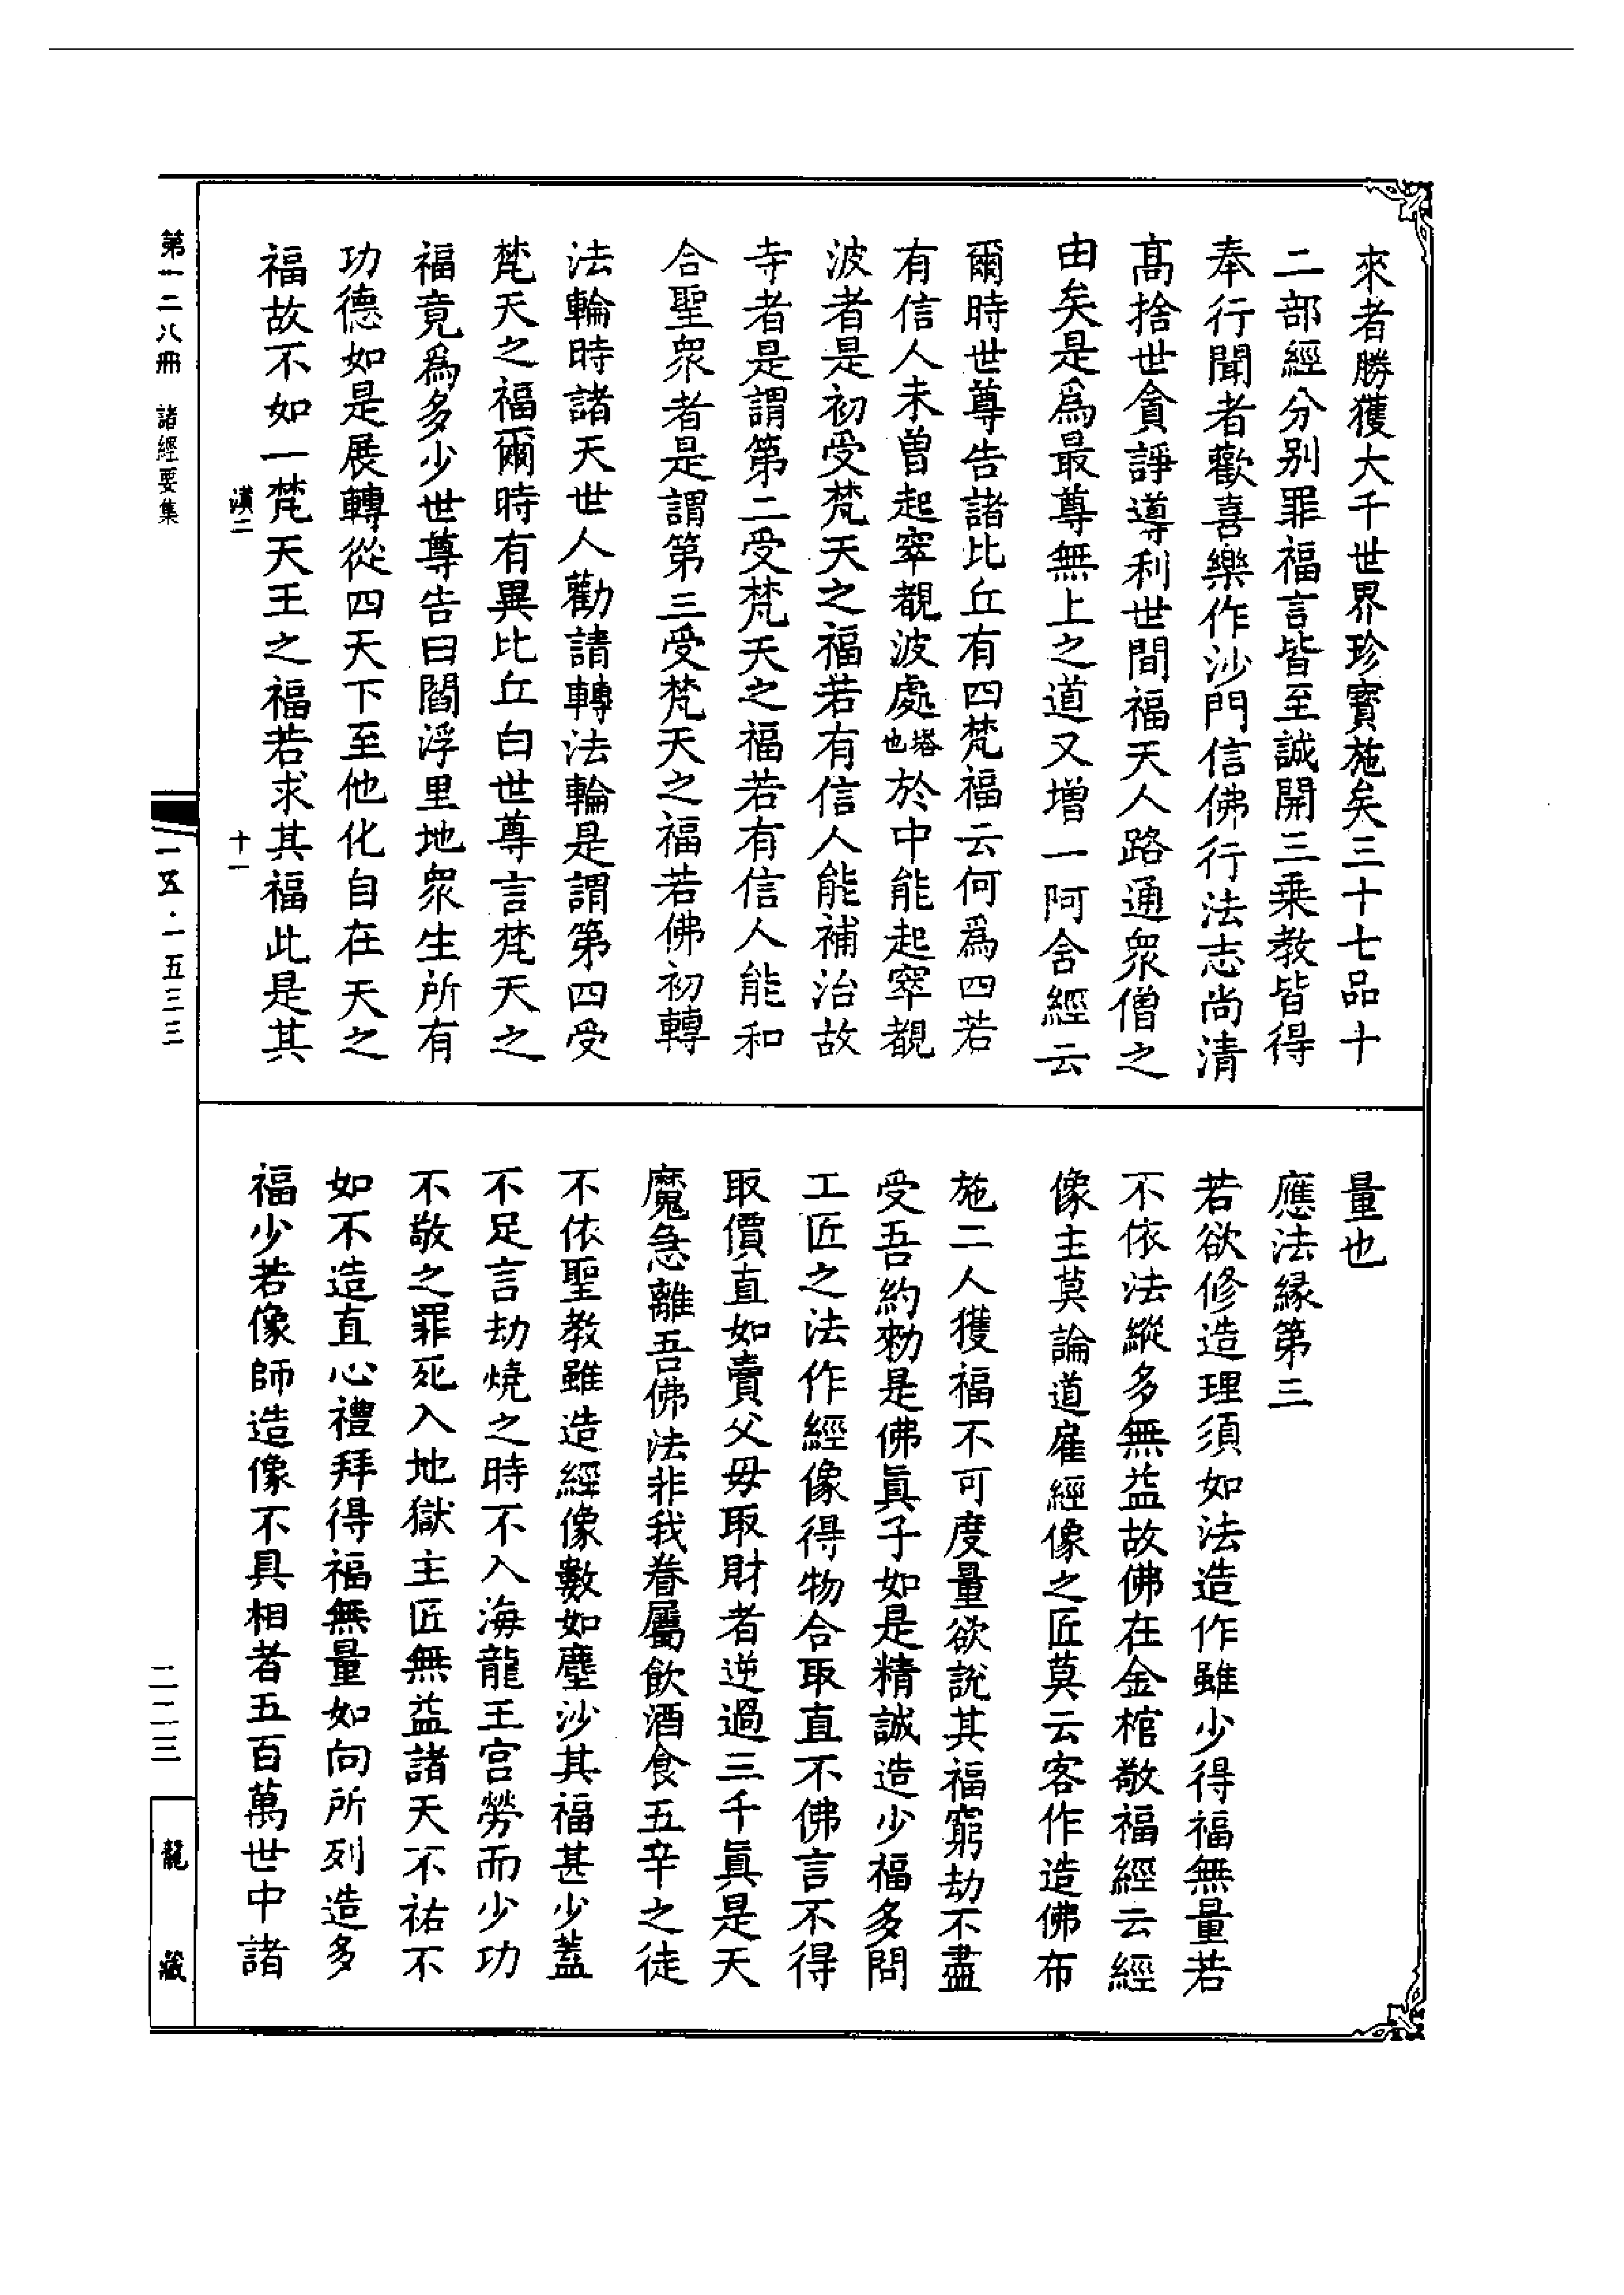 來者勝獲大千世界珍寳施矣三十七品十
二部經分别罪福言皆至誠開三乘教皆得
奉行聞者歡喜樂作沙門信佛行法志尚清
髙捨世貪諍導利世間福天人路通衆僧之
由矣是爲最尊無上之道又增一阿含經云
爾時世尊告諸比丘有四梵福云何爲四若
有信人未曽起窣覩波處塔也於中能起窣覩
波者是初受梵天之福若有信人能補治故
寺者是謂第二受梵天之福若有信人能和
合聖衆者是謂第三受梵天之福若佛初轉
法輪時諸天世人勸請轉法輪是謂第四受
梵天之福爾時有異比丘白世尊言梵天之
福竟爲多少世尊告曰閻浮里地衆生所有
功德如是展轉從四天下至他化自在天之
福故不如一梵天王之福若求其福此是其
量也
應法縁第三
若欲修造理須如法造作雖少得福無量若
不依法縱多無益故佛在金棺敬福經云經
像主莫論道雇經像之匠莫云客作造佛布
施二人獲福不可度量欲說其福窮劫不盡
受吾約勑是佛眞子如是精誠造少福多問
工匠之法作經像得物合取直不佛言不得
取價直如賣父母取財者逆過三千眞是天
魔急離吾佛法非我眷屬飲酒食五辛之徒
不依聖教雖造經像數如塵沙其福甚少蓋
不足言劫燒之時不入海龍王宫勞而少功
不敬之罪死入地獄主匠無益諸天不祐不
如不造直心禮拜得福無量如向所列造多
福少若像師造像不具相者五百萬世中諸
漠二
十一
第一二八冊　諸經要集
一五·一五三三
二二三
龍藏